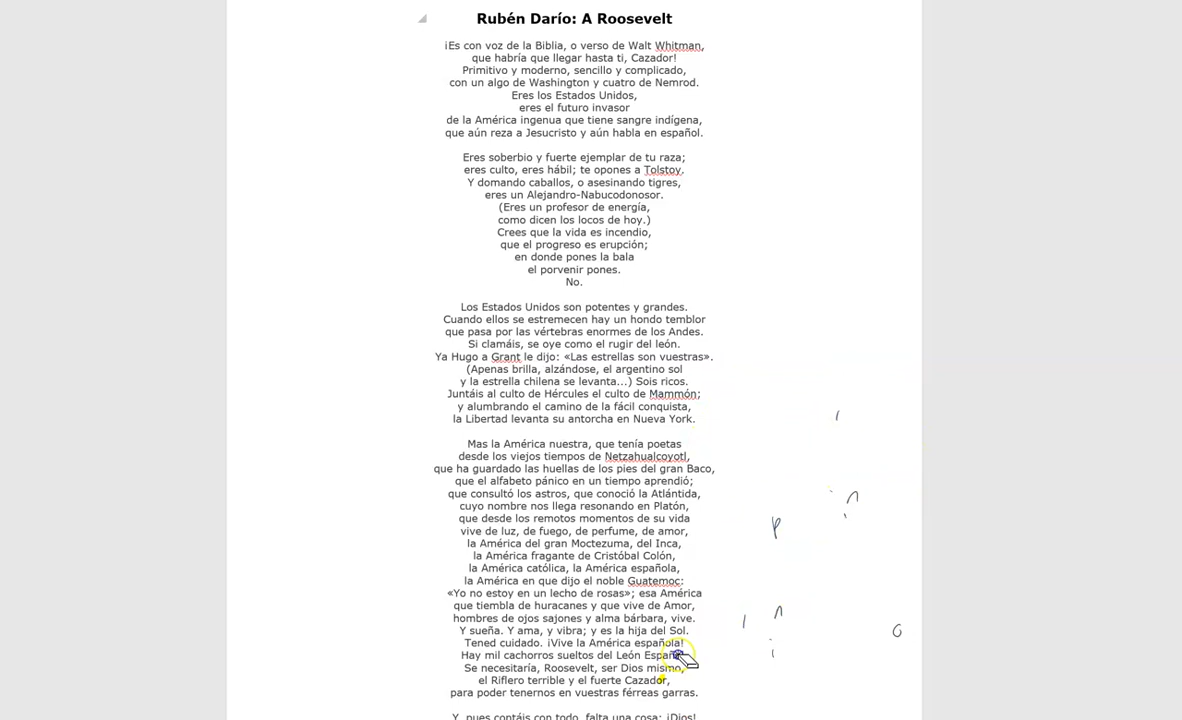 Rubén Darío: A Roosevelt
¡Es con voz de la Biblia, o verso de Walt Whitman,
que habría que llegar hasta ti, Cazador!
Primitivo y moderno, sencillo y complicado,
con un algo de Washington y cuatro de Nemrod.
Eres los Estados Unidos,
eres el futuro invasor
de la América ingenua que tiene sangre indígena,
que aún reza a Jesucristo y aún habla en español.
Eres soberbio y fuerte ejemplar de tu raza;
eres culto, eres hábil; te opones a Tolstoy.
Y domando caballos, o asesinando tigres,
eres un Alejandro-Nabucodonosor.
(Eres un profesor de energía,
como dicen los locos de hoy.)
Crees que la vida es incendio,
que el progreso es erupción;
en donde pones la bala
el porvenir pones.
No.
Los Estados Unidos son potentes y grandes.
Cuando ellos se estremecen hay un hondo temblor
que pasa por las vértebras enormes de los Andes.
Si clamáis, se oye como el rugir del león.
Ya Hugo a Grant le dijo: «Las estrellas son vuestras».
(Apenas brilla, alzándose, el argentino sol
y la estrella chilena se levanta...) Sois ricos.
Juntáis al culto de Hércules el culto de Mammón;
y alumbrando el camino de la fácil conquista,
la Libertad levanta su antorcha en Nueva York.
Mas la América nuestra, que tenía poetas
desde los viejos tiempos de Netzahualcoyotl,
que ha guardado las huellas de los pies del gran Baco,
que el alfabeto pánico en un tiempo aprendió;
que consultó los astros, que conoció la Atlántida,
cuyo nombre nos llega resonando en Platón,
que desde los remotos momentos de su vida
vive de luz, de fuego, de perfume, de amor,
la América del gran Moctezuma, del Inca,
la América fragante de Cristóbal Colón,
la América católica, la América española,
la América en que dijo el noble Guatemoc:
«Yo no estoy en un lecho de rosas»; esa América
que tiembla de huracanes y que vive de Amor,
hombres de ojos sajones y alma bárbara, vive.
Y sueña. Y ama, y vibra; y es la hija del Sol.
Tened cuidado. ¡Vive la América española!
Hay mil cachorros sueltos del León
Se necesitaría, Roosevelt, ser Dios mismo,
el Riflero terrible y el fuerte Cazador,
para poder tenernos en vuestras férreas garras.
Y, pues contáis con todo, falta una cosa: ¡Dios!